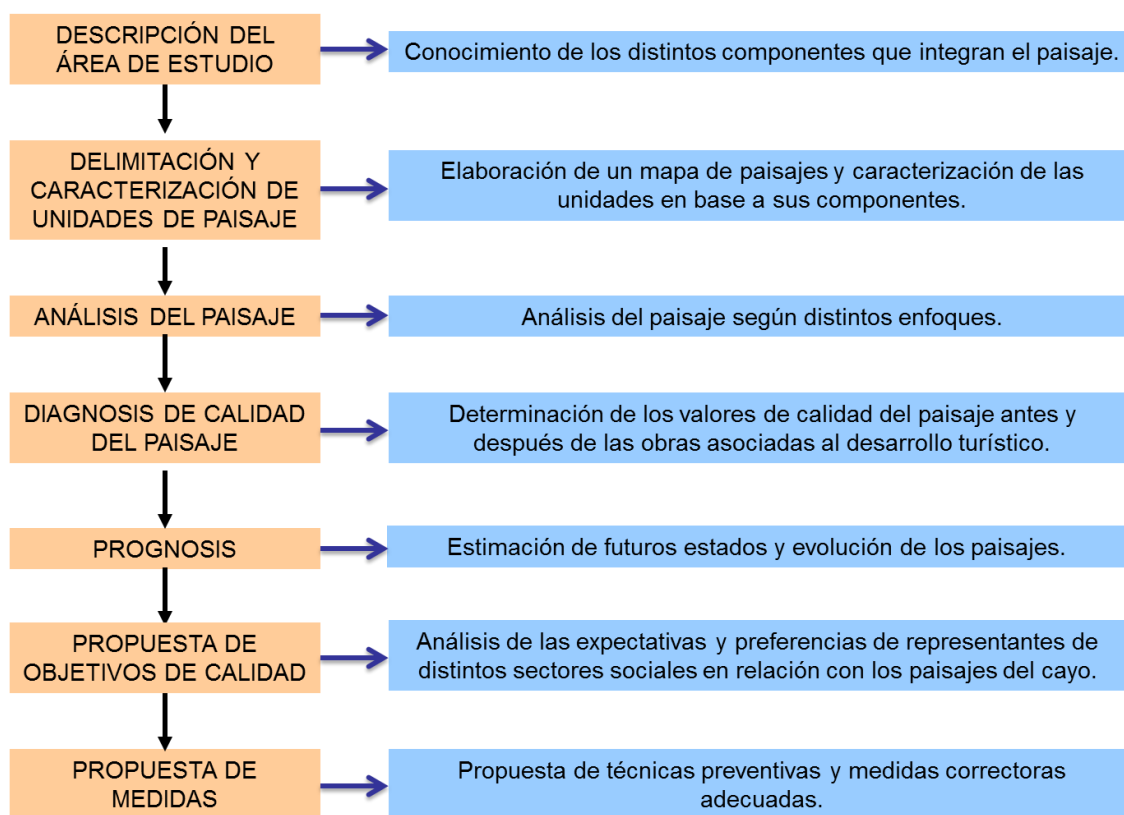 DESCRIPCIÓN DEL
ÁREA DE ESTUDIO
Conocimiento de los distintos componentes que integran el paisaje.
DELIMITACIÓN Y
CARACTERIZACIÓN DE
UNIDADES DE PAISAJE
Elaboración de un mapa de paisajes y caracterización de las
unidades en base a sus componentes.
ANÁLISIS DEL PAISAJE
Análisis del paisaje según distintos enfoques.
DIAGNOSIS DE CALIDAD
DEL PAISAJE
Determinación de los valores de calidad del paisaje antes y
después de las obras asociadas al desarrollo turístico.
PROGNOSIS
Estimación de futuros estados y evolución de los paisajes.
PROPUESTA DE
OBJETIVOS DE CALIDAD
Análisis de las expectativas y preferencias de representantes de
distintos sectores sociales en relación con los paisajes del cayo.
PROPUESTA DE
MEDIDAS
Propuesta de técnicas preventivas y medidas correctoras
adecuadas.